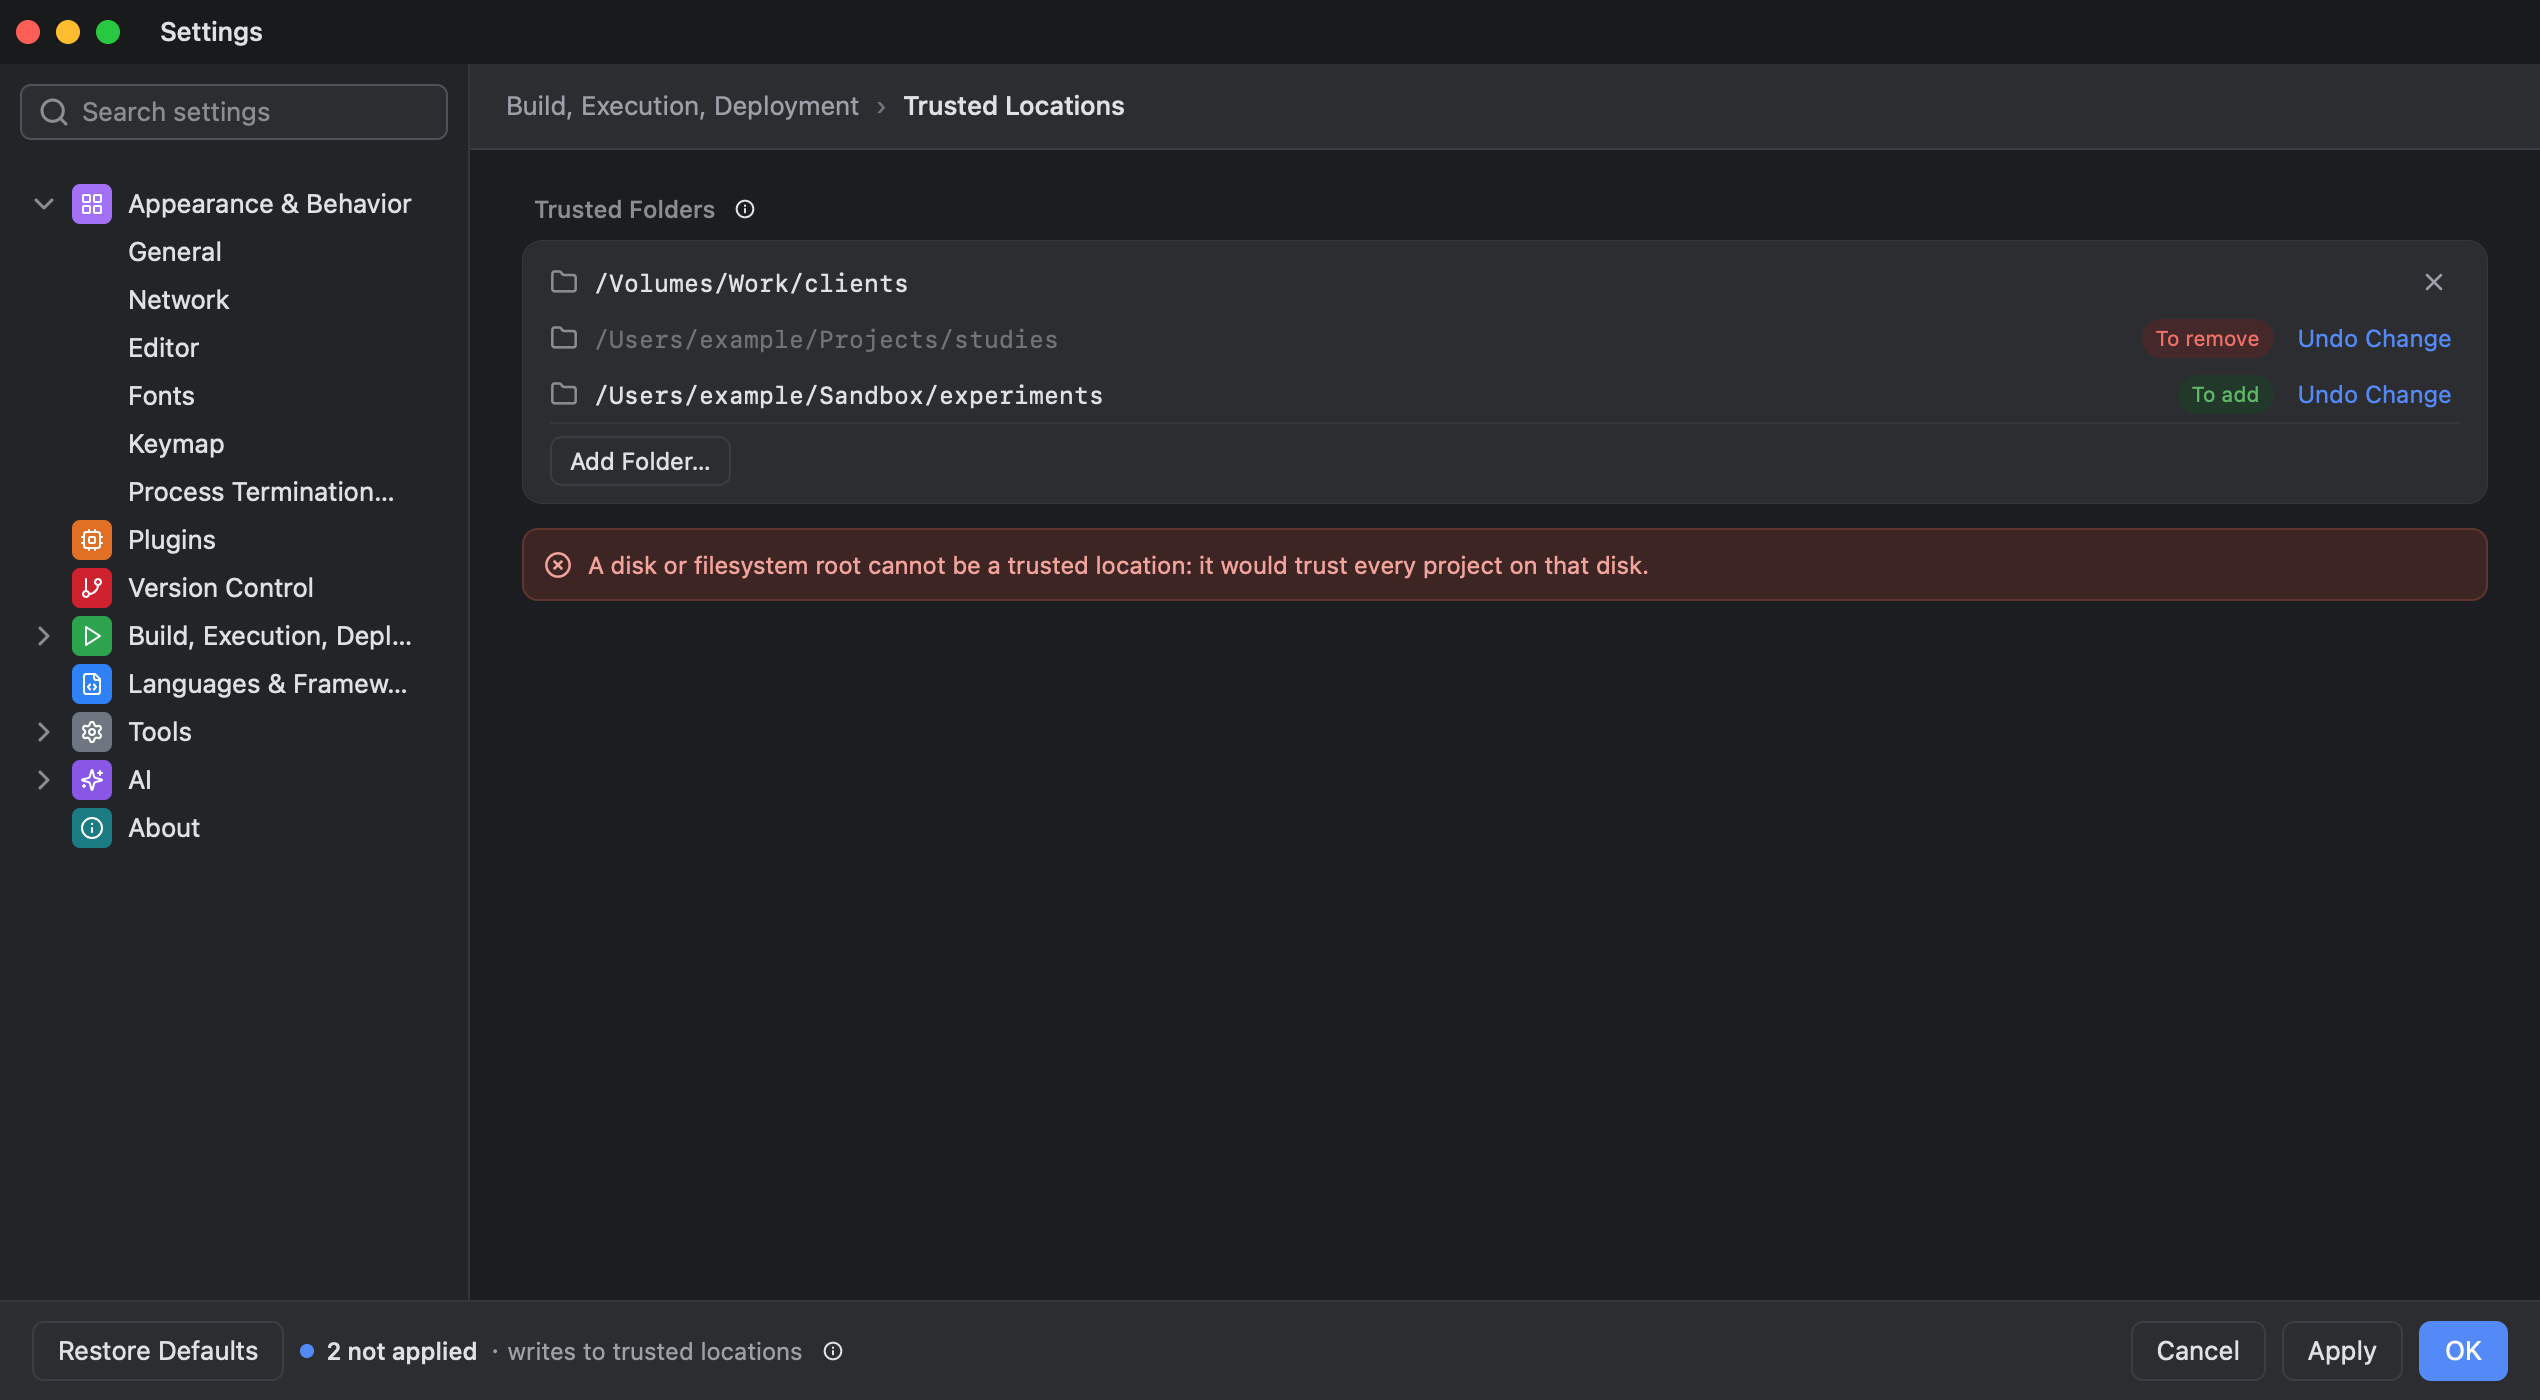 Settings
Search settings
Appearance & Behavior
General
Network
Editor
Fonts
Keymap
Process Termination...
Plugins
Version Control
Build, Execution, Depl...
Languages & Framew...
Tools
AI
About
Build, Execution, Deployment › Trusted Locations
Trusted Folders
/Volumes/Work/clients
/Users/example/Projects/studies To remove Undo Change
/Users/example/Sandbox/experiments To add Undo Change
Add Folder...
A disk or filesystem root cannot be a trusted location: it would trust every project on that disk.
Restore Defaults 2 not applied · writes to trusted locations Cancel Apply OK